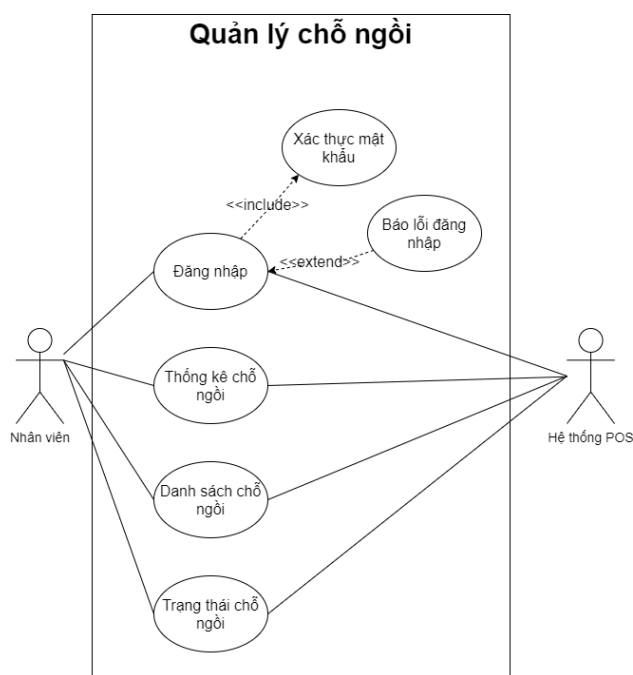 Quản lý chỗ ngồi
Xác thực mật
khẩu
<<include>>
Báo lỗi đăng
nhập
<<extend>>
Đăng nhập
Thống kê chỗ
ngồi
Nhân viên
Hệ thống POS
Danh sách chỗ
ngồi
Trạng thái chỗ
ngồi